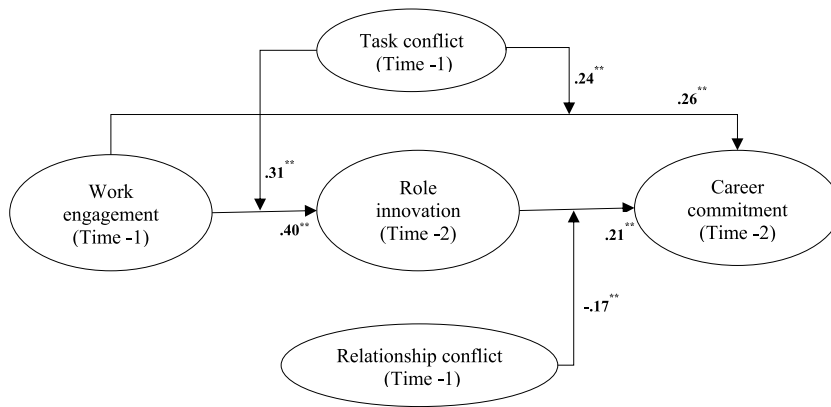 Task conflict
(Time -1)
.24**
.26**
.31**
Work
engagement
(Time -1)
Role
innovation
(Time -2)
Career
commitment
(Time -2)
.40**
.21**
-.17**
Relationship conflict
(Time -1)